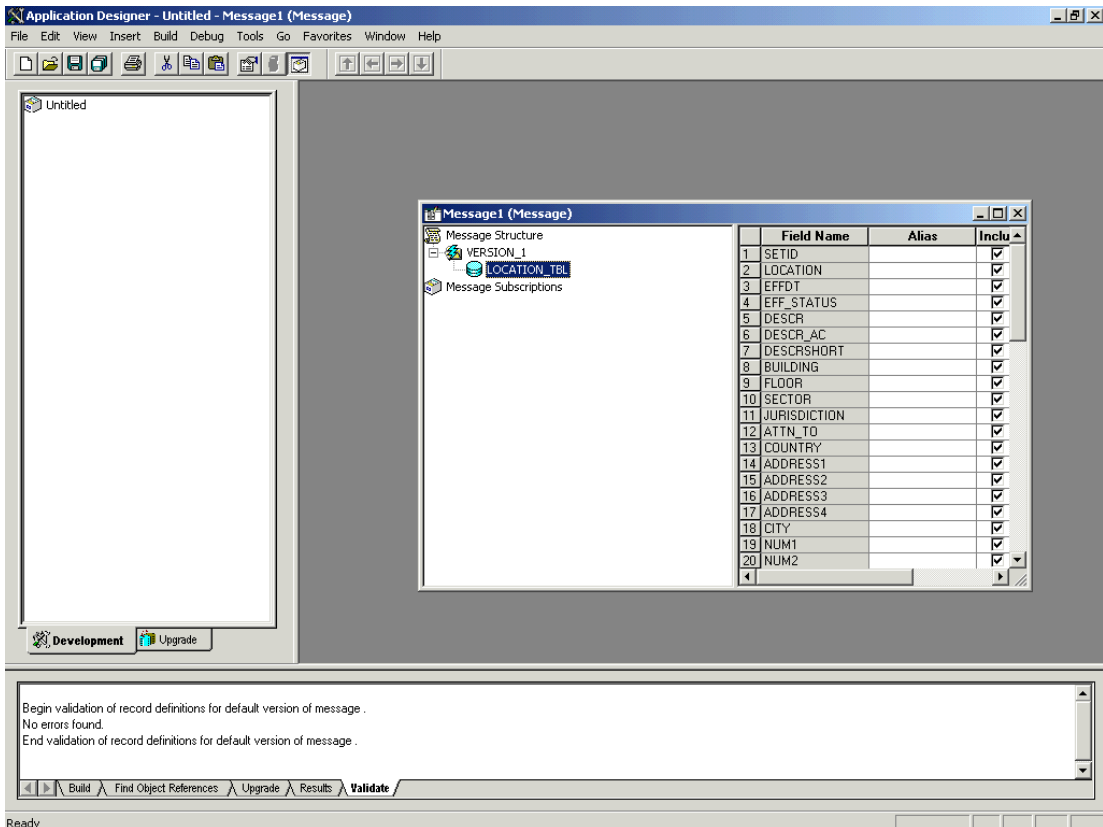 Application Designer - Untitled - Message1 (Message)
File Edit View Insert Build Debug Tools Go Favorites Window Help
Untitled
Message1 (Message)
Message Structure
VERSION_1
LOCATION_TBL
Message Subscriptions
Field Name Alias Inclu
1 SETID
2 LOCATION
3 EFFDT
4 EFF_STATUS
5 DESCR
6 DESCR_AC
7 DESCRSHORT
8 BUILDING
9 FLOOR
10 SECTOR
11 JURISDICTION
12 ATTN_TO
13 COUNTRY
14 ADDRESS1
15 ADDRESS2
16 ADDRESS3
17 ADDRESS4
18 CITY
19 NUM1
20 NUM2
Development Upgrade
Begin validation of record definitions for default version of message .
No errors found.
End validation of record definitions for default version of message .
Build Find Object References Upgrade Results Validate
Ready